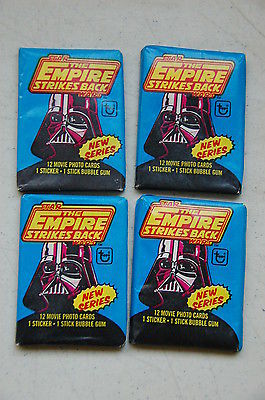 STAR
THE
EMPIRE
STRIKES BACK
WARS
NEW
SERIES
12 MOVIE PHOTO CARDS
1 STICKER • 1 STICK BUBBLE GUM
STAR
THE
EMPIRE
STRIKES BACK
WARS
NEW
SERIES
12 MOVIE PHOTO CARDS
1 STICKER • 1 STICK BUBBLE GUM
STAR
THE
EMPIRE
STRIKES BACK
WARS
NEW
SERIES
12 MOVIE PHOTO CARDS
1 STICKER • 1 STICK BUBBLE GUM
STAR
THE
EMPIRE
STRIKES BACK
WARS
NEW
SERIES
12 MOVIE PHOTO CARDS
1 STICKER • 1 STICK BUBBLE GUM